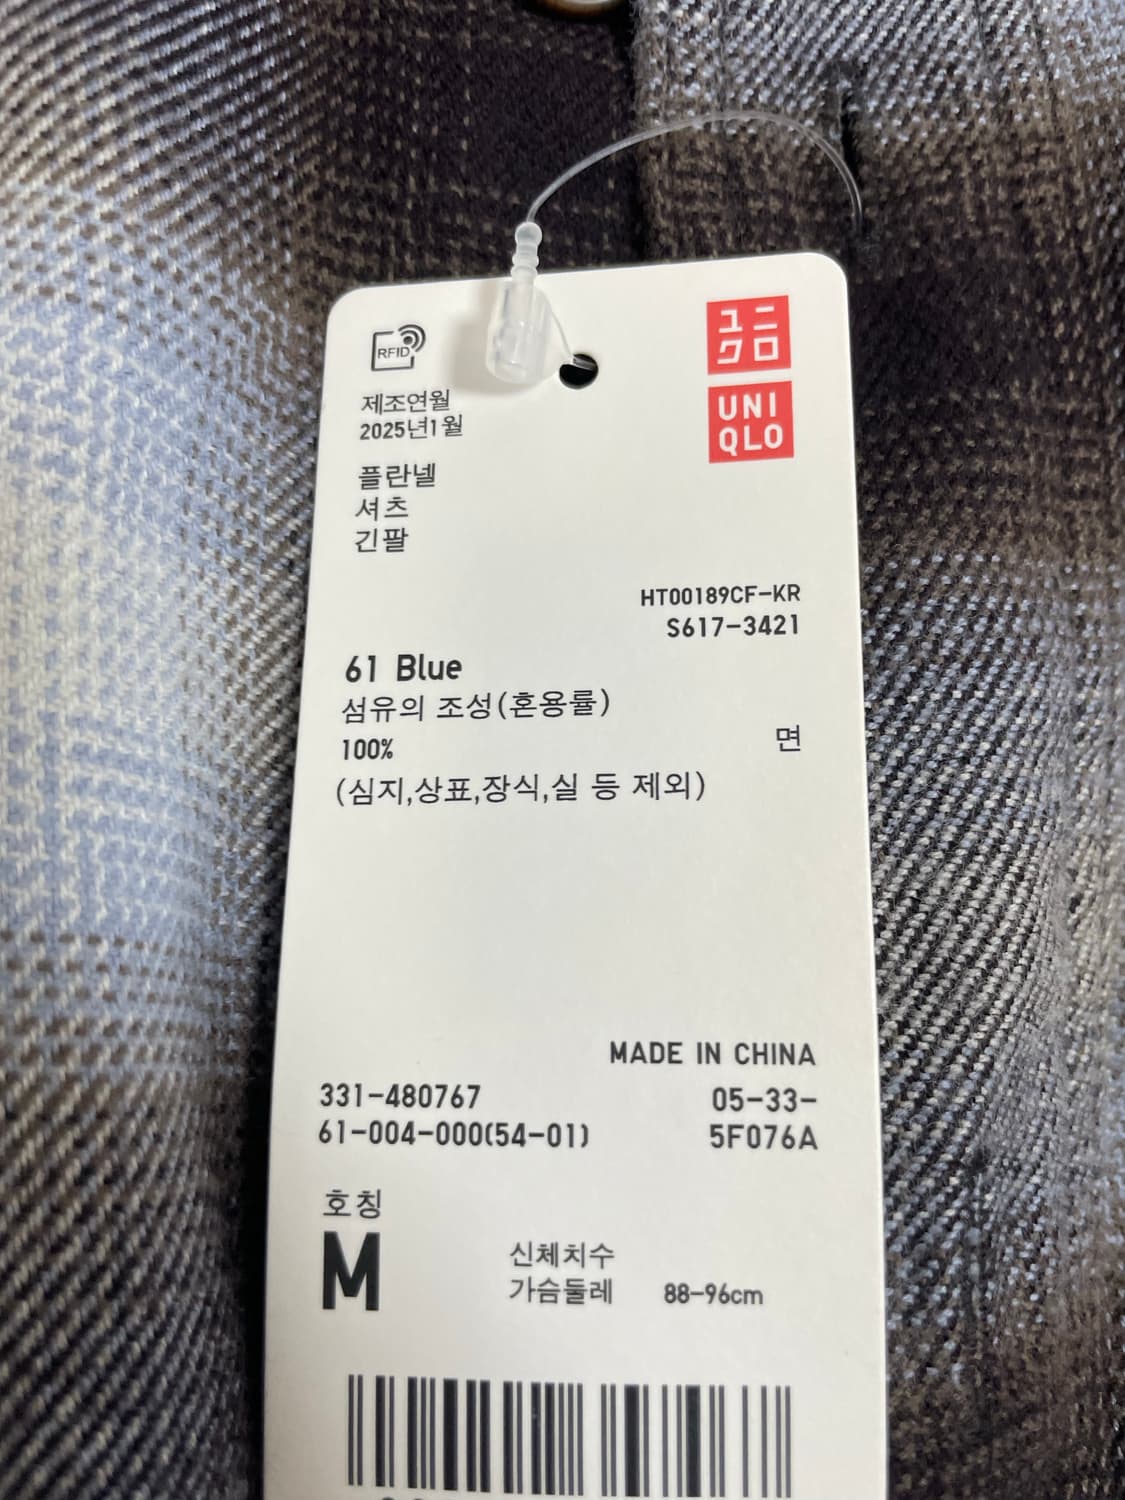 RFID
ユニ
クロ
UNI
QLO
제조연월
2025년1월
플란넬
셔츠
긴팔
HT00189CF-KR
S617-3421
61 Blue
섬유의 조성(혼용률)
100% 면
(심지,상표,장식,실 등 제외)
MADE IN CHINA
331-480767 05-33-
61-004-000(54-01) 5F076A
호칭
M
신체치수
가슴둘레 88-96cm